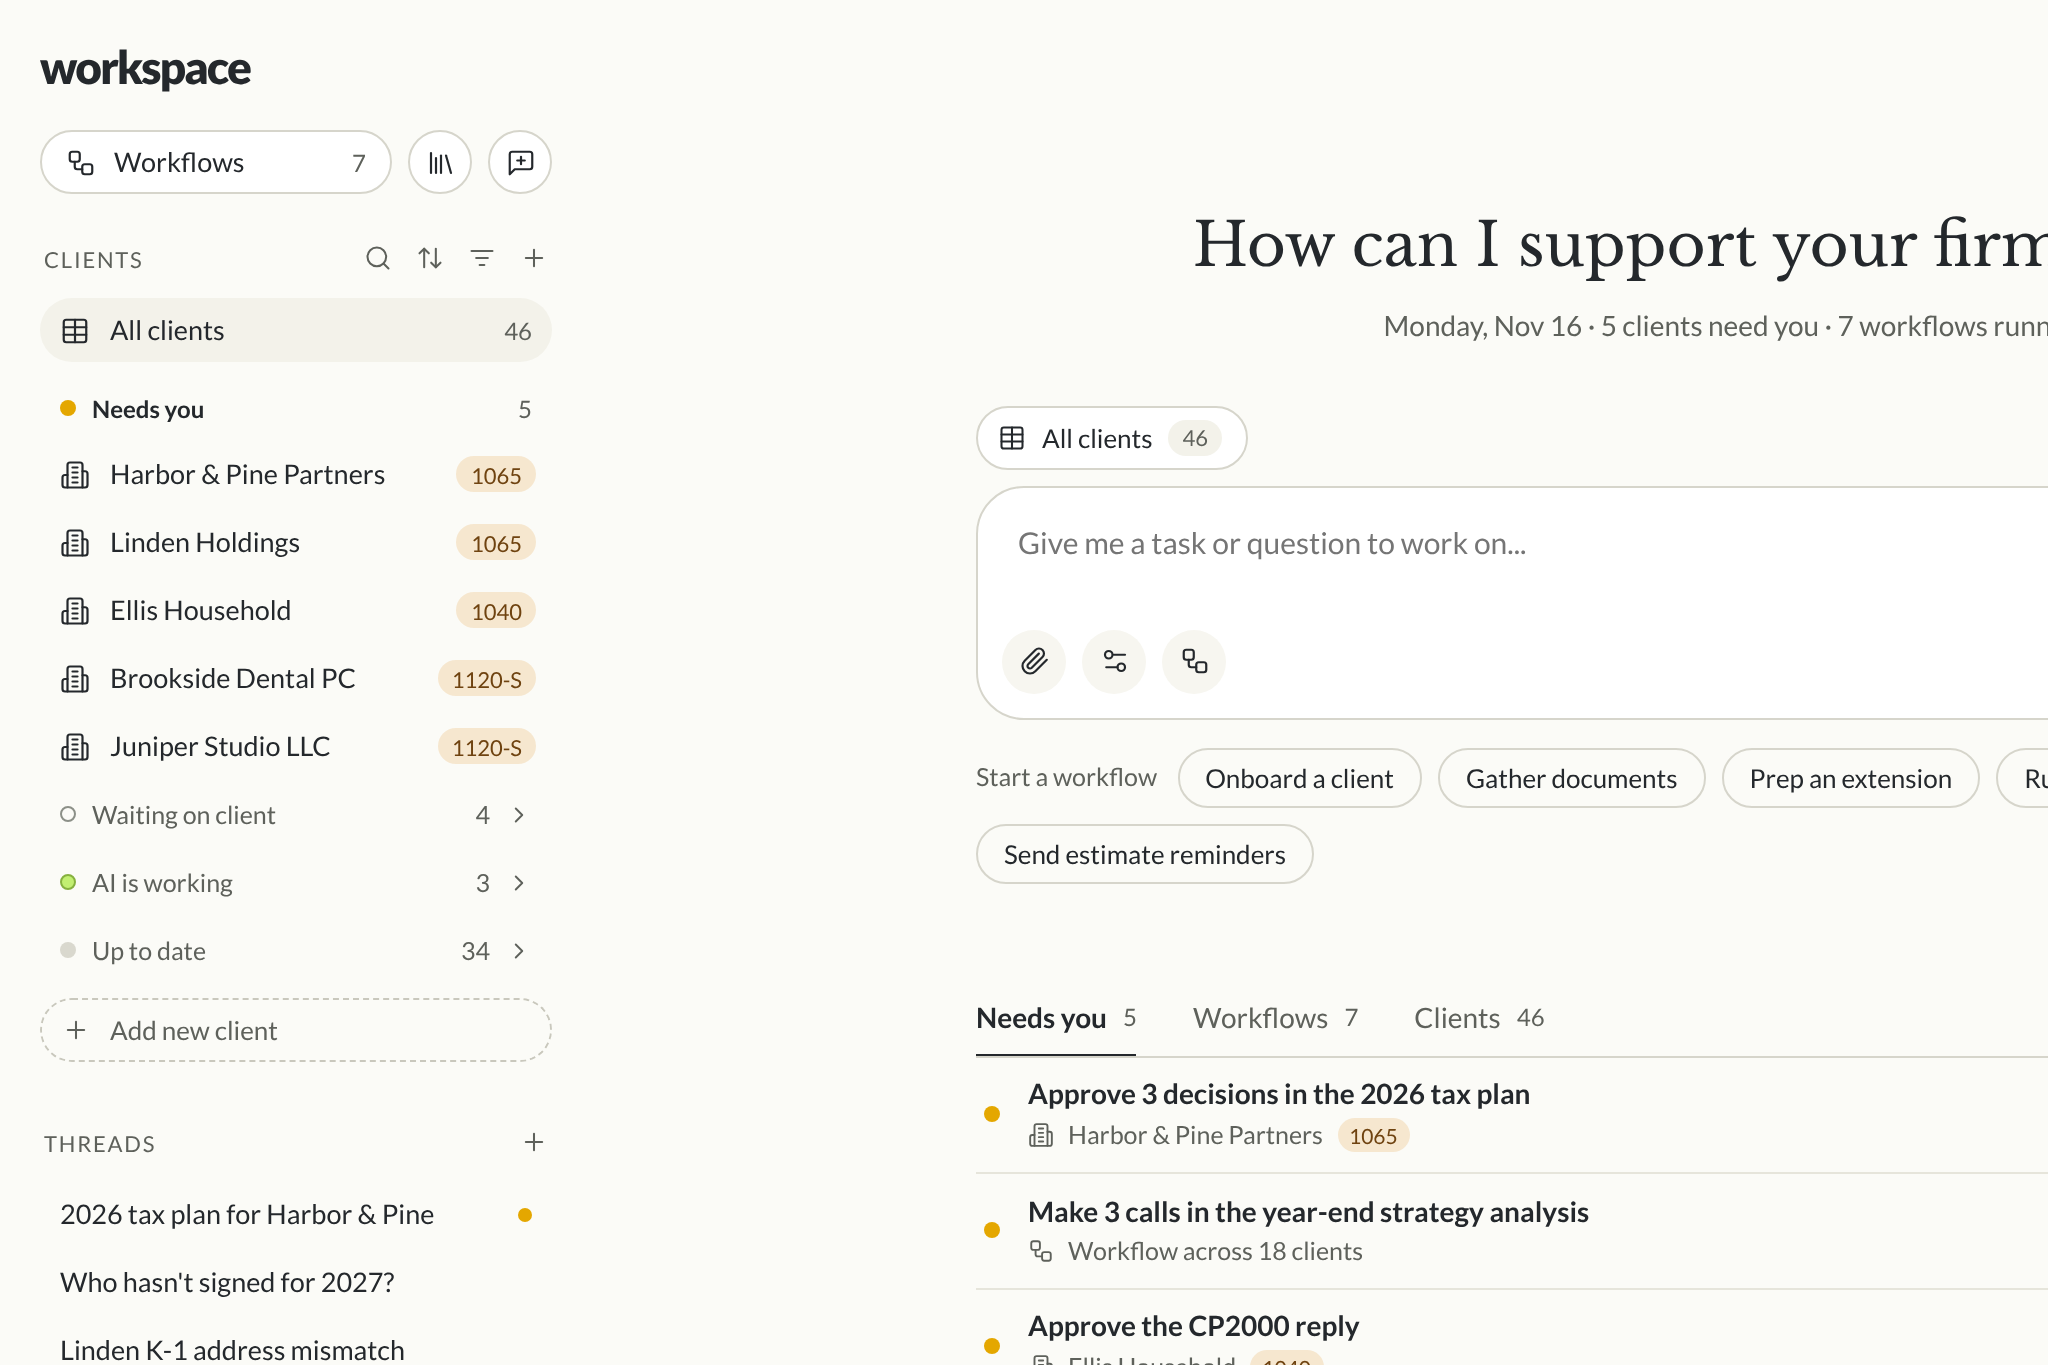 workspace
Workflows 7
CLIENTS
All clients 46
Needs you 5
Harbor & Pine Partners 1065
Linden Holdings 1065
Ellis Household 1040
Brookside Dental PC 1120-S
Juniper Studio LLC 1120-S
Waiting on client 4
AI is working 3
Up to date 34
Add new client
THREADS
2026 tax plan for Harbor & Pine
Who hasn't signed for 2027?
Linden K-1 address mismatch
How can I support your firm
Monday, Nov 16 · 5 clients need you · 7 workflows
All clients 46
Give me a task or question to work on...
Start a workflow Onboard a client Gather documents Prep an extension
Send estimate reminders
Needs you 5 Workflows 7 Clients 46
Approve 3 decisions in the 2026 tax plan
Harbor & Pine Partners 1065
Make 3 calls in the year-end strategy analysis
Workflow across 18 clients
Approve the CP2000 reply
Ellis Household 1040